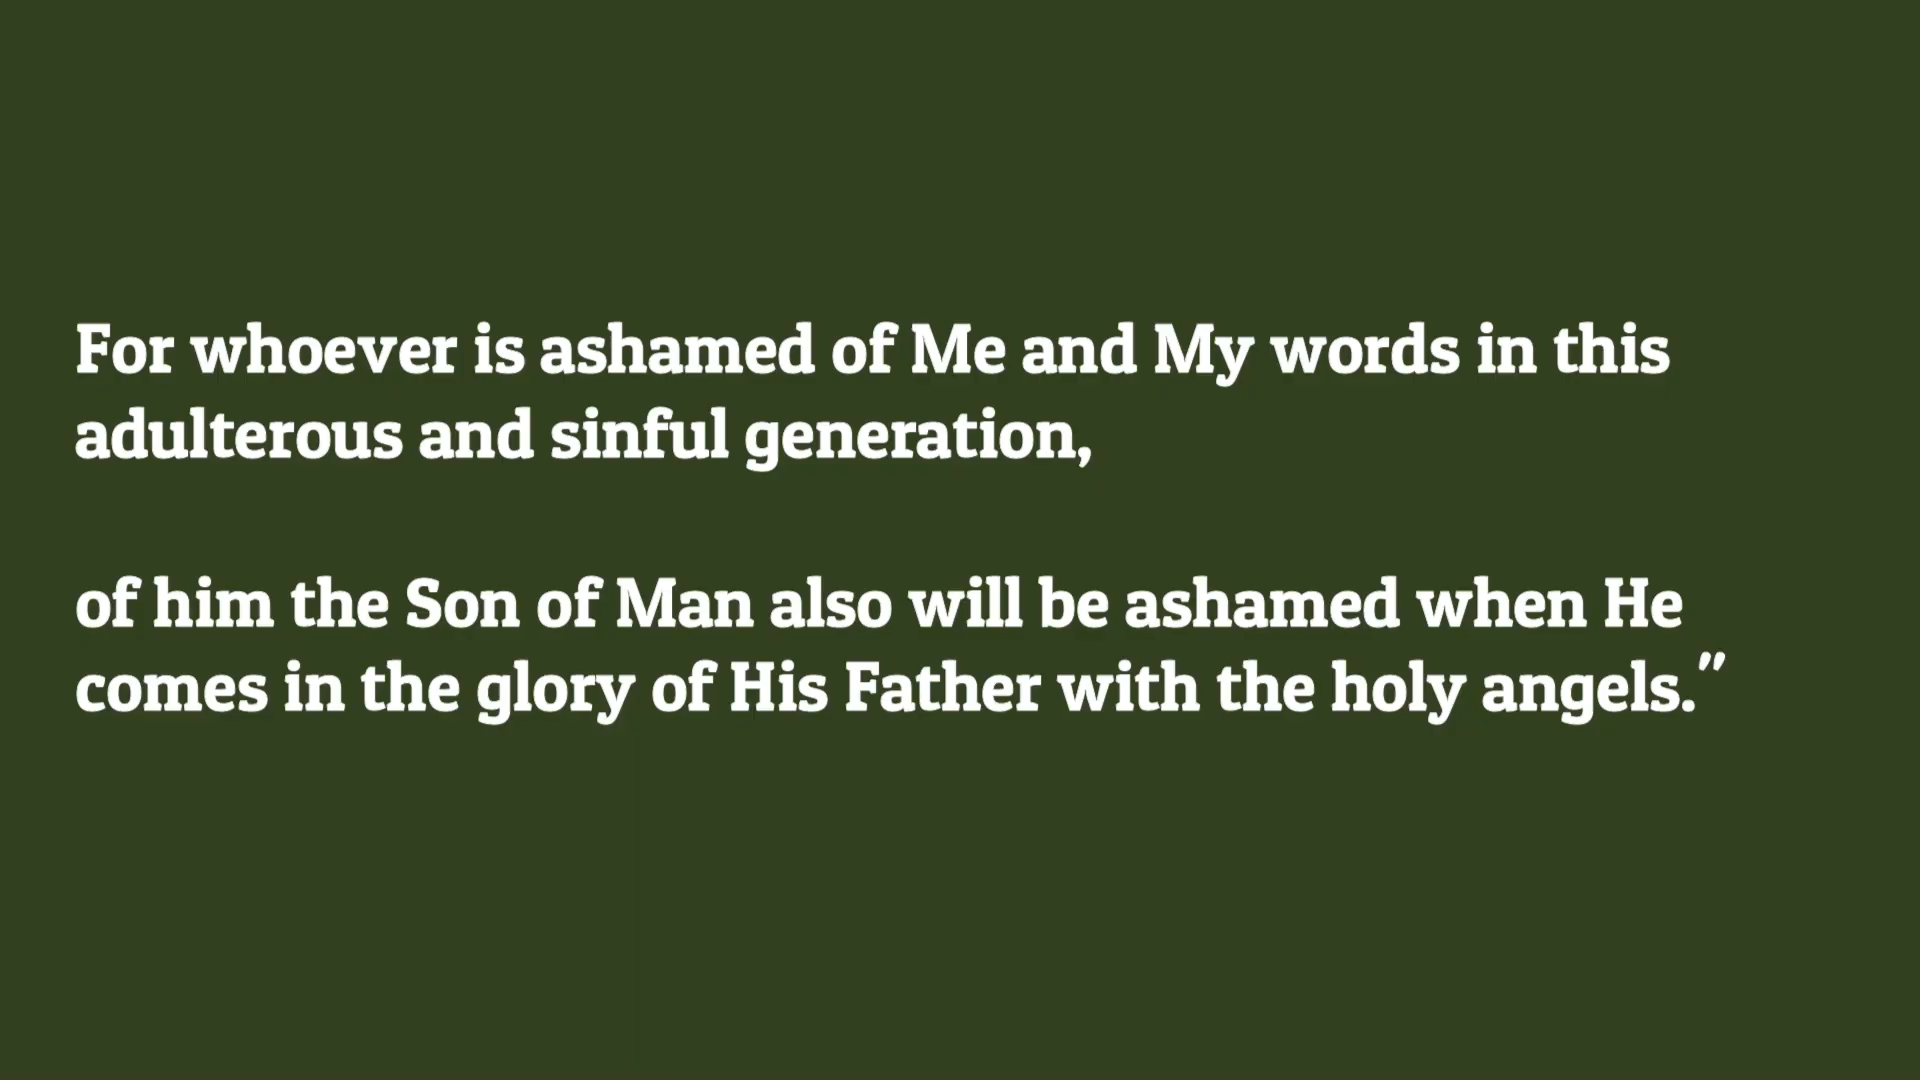 For whoever is ashamed of Me and My words in this
adulterous and sinful generation,
of him the Son of Man also will be ashamed when He
comes in the glory of His Father with the holy angels."